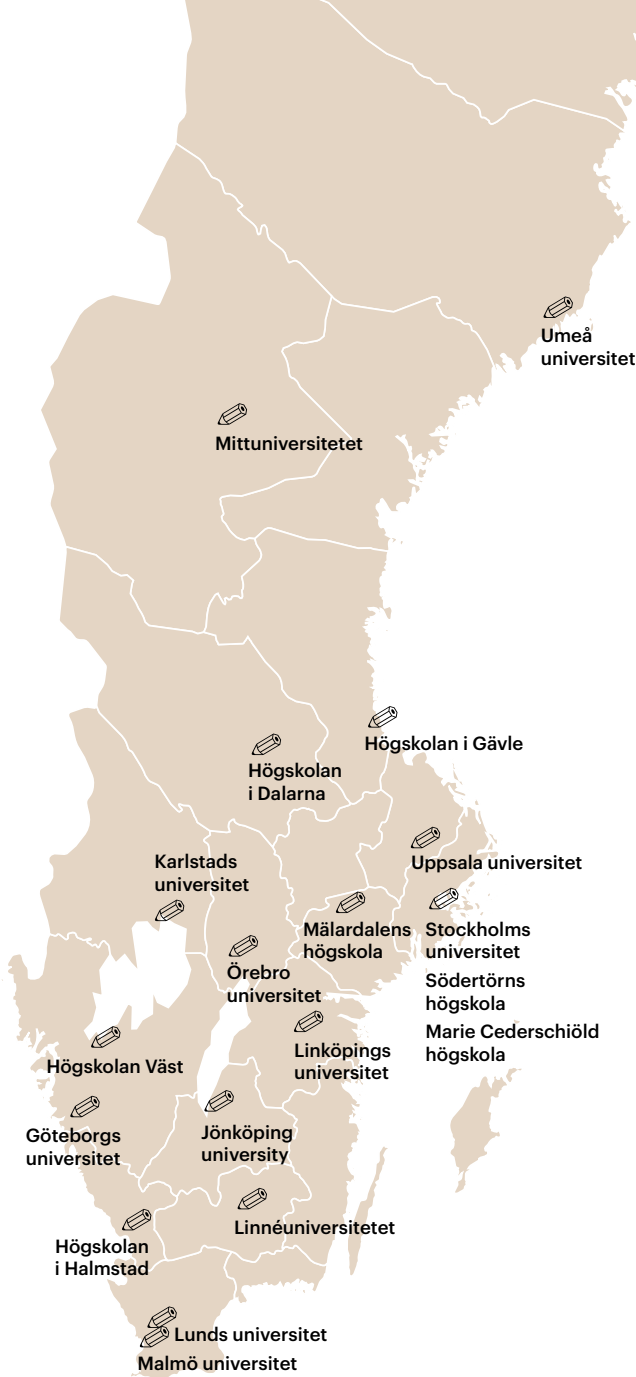 Umeå
universitet
Mittuniversitetet
Högskolan i Gävle
Högskolan
i Dalarna
Karlstads
universitet
Uppsala universitet
Mälardalens
högskola
Stockholms
universitet
Södertörns
högskola
Marie Cederschiöld
högskola
Örebro
universitet
Linköpings
universitet
Högskolan Väst
Göteborgs
universitet
Jönköping
university
Linnéuniversitetet
Högskolan
i Halmstad
Lunds universitet
Malmö universitet